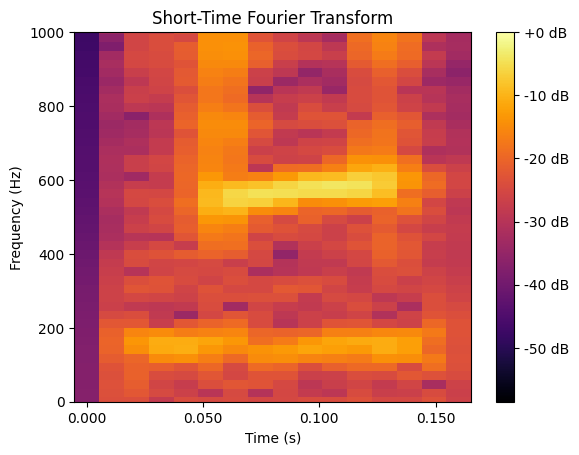 Short-Time Fourier Transform
1000
800
600
400
200
0
Frequency (Hz)
0.000
0.050
0.100
0.150
Time (s)
+0 dB
-10 dB
-20 dB
-30 dB
-40 dB
-50 dB